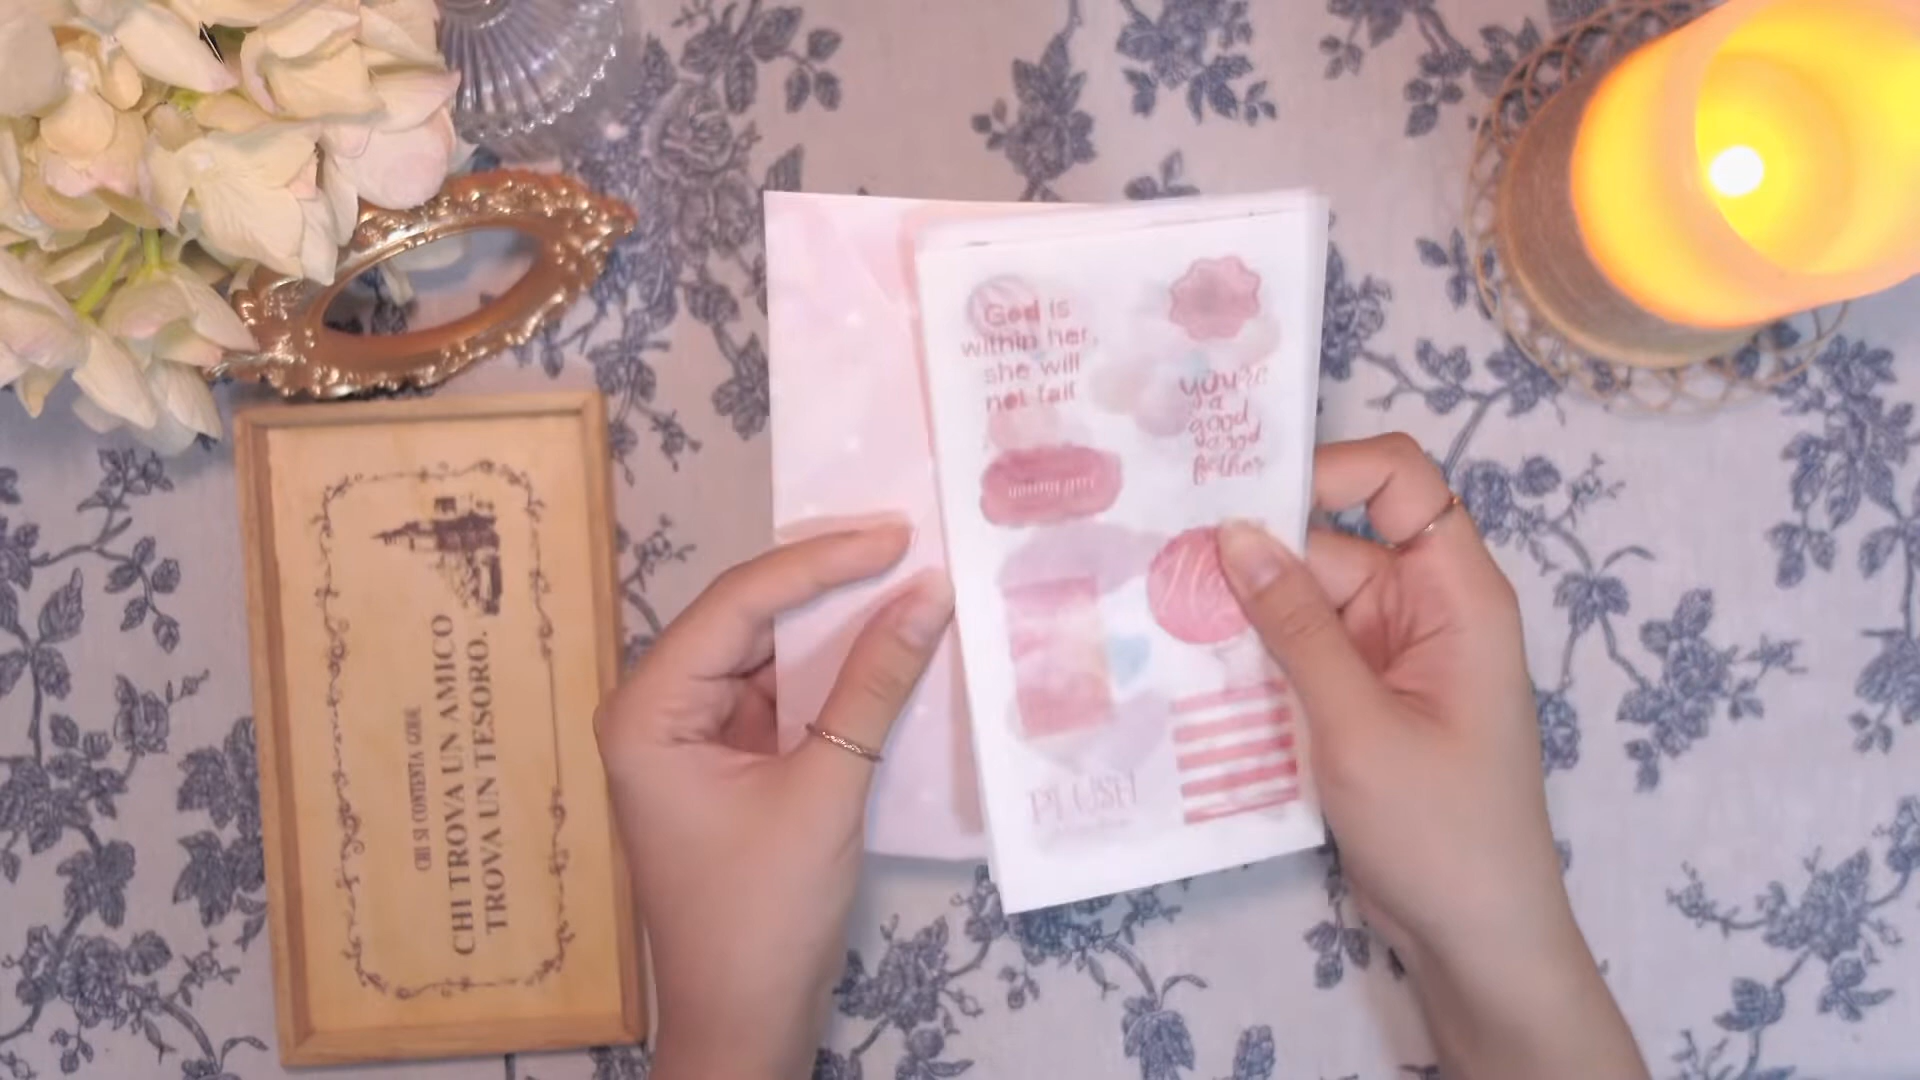 God is
within her,
she will
not fall
you're
a
good
good
father
PLUSH
CHI SI CONTENTA GODE
CHI TROVA UN AMICO
TROVA UN TESORO.